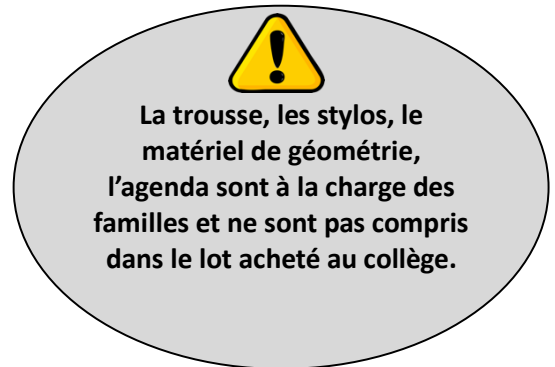 La trousse, les stylos, le
matériel de géométrie,
l’agenda sont à la charge des
familles et ne sont pas compris
dans le lot acheté au collège.